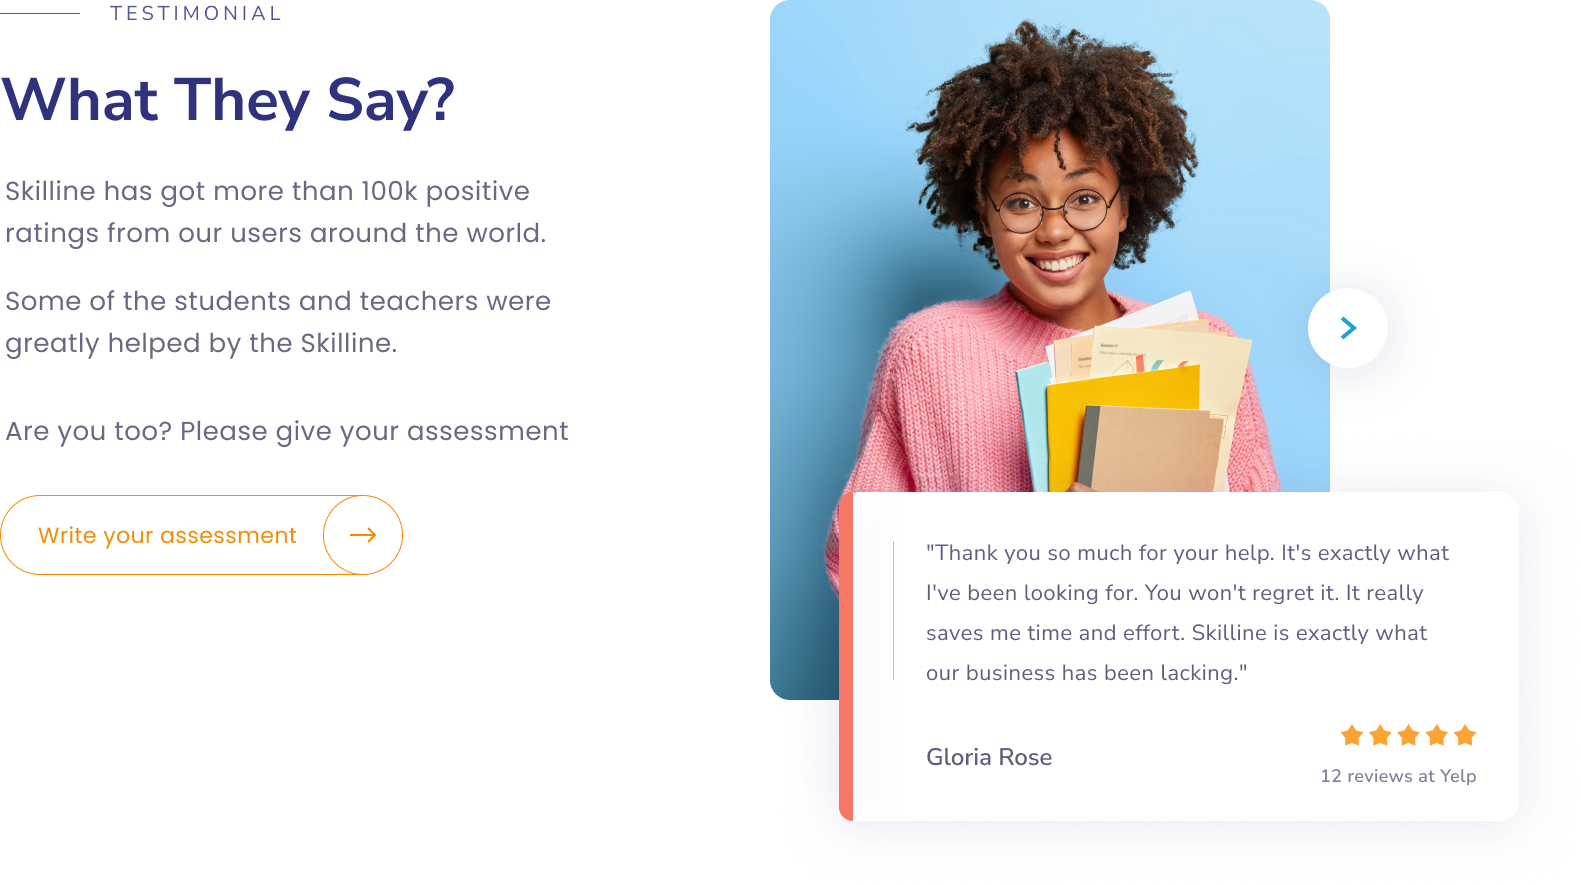 TESTIMONIAL
What They Say?
Skilline has got more than 100k positive
ratings from our users around the world.
Some of the students and teachers were
greatly helped by the Skilline.
Are you too? Please give your assessment
Write your assessment
"Thank you so much for your help. It's exactly what
I've been looking for. You won't regret it. It really
saves me time and effort. Skilline is exactly what
our business has been lacking."
Gloria Rose
12 reviews at Yelp